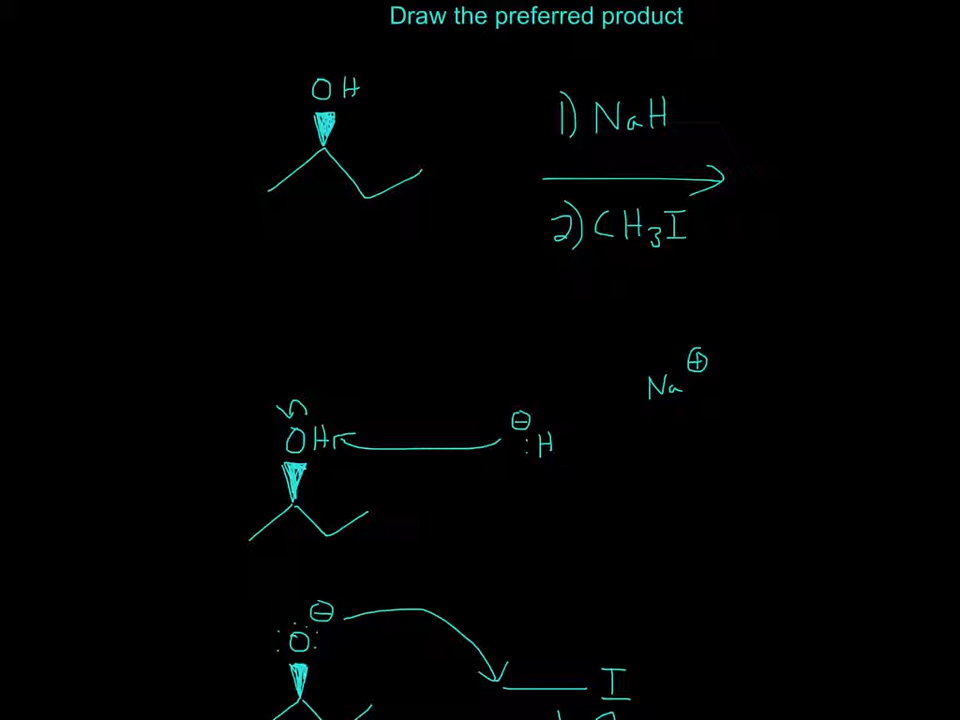 Draw the preferred product
OH
1) NaH
2) CH₃I
Na ⊕
⊖
OH
:H
⊖
:O:
I